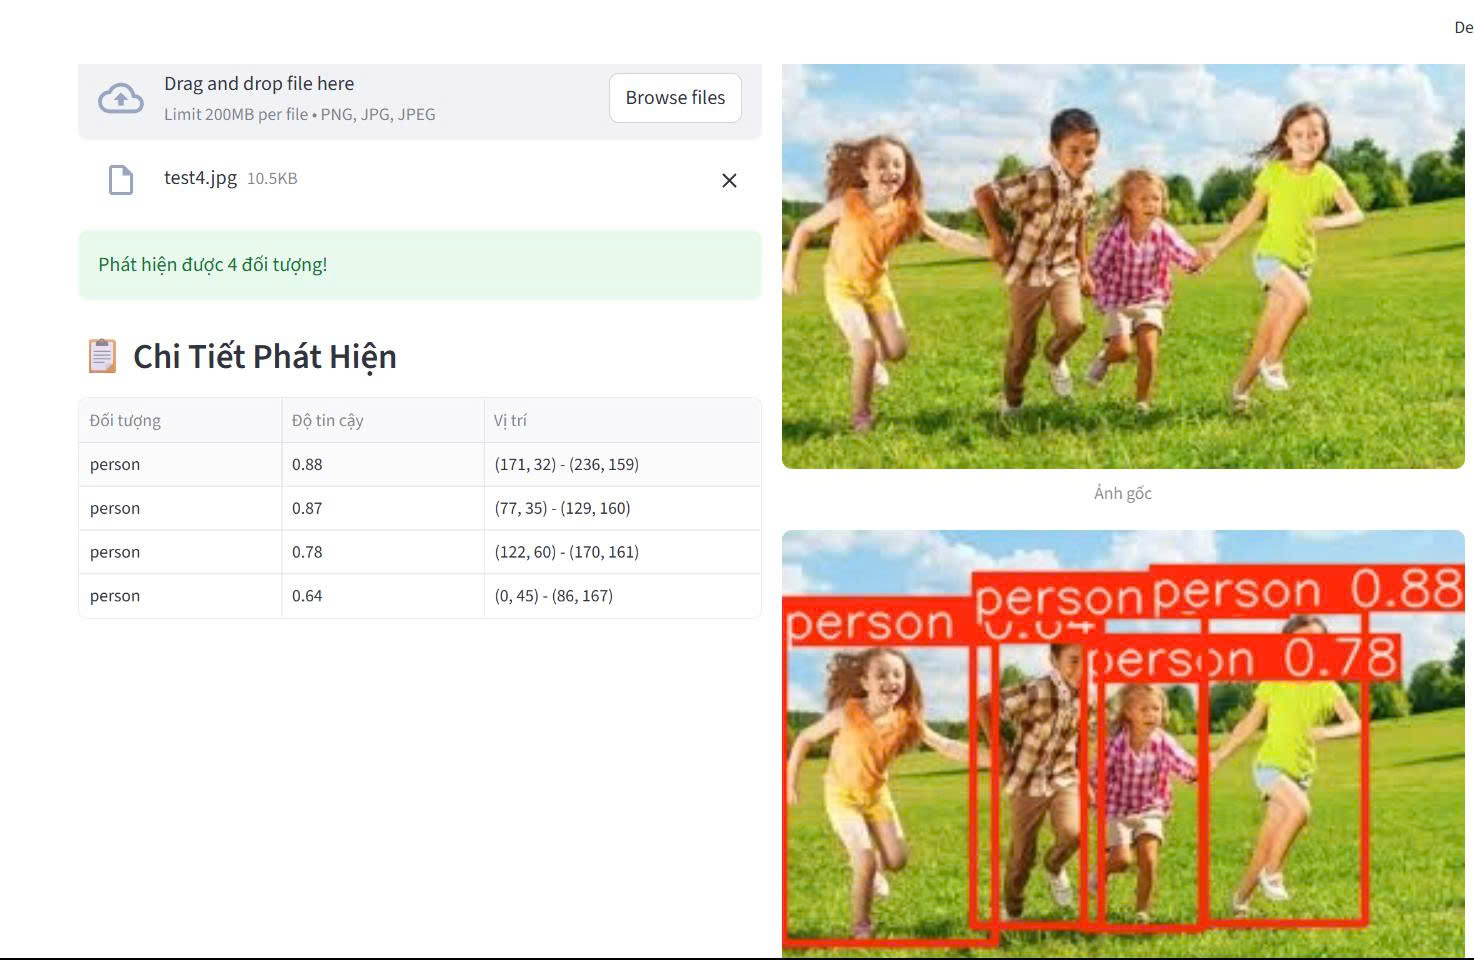 De
Drag and drop file here
Limit 200MB per file • PNG, JPG, JPEG
Browse files
test4.jpg 10.5KB
Phát hiện được 4 đối tượng!
Chi Tiết Phát Hiện
Đối tượng Độ tin cậy Vị trí
person 0.88 (171, 32) - (236, 159)
person 0.87 (77, 35) - (129, 160)
person 0.78 (122, 60) - (170, 161)
person 0.64 (0, 45) - (86, 167)
Ảnh gốc
person 0.88
person
person 0.64
person 0.78